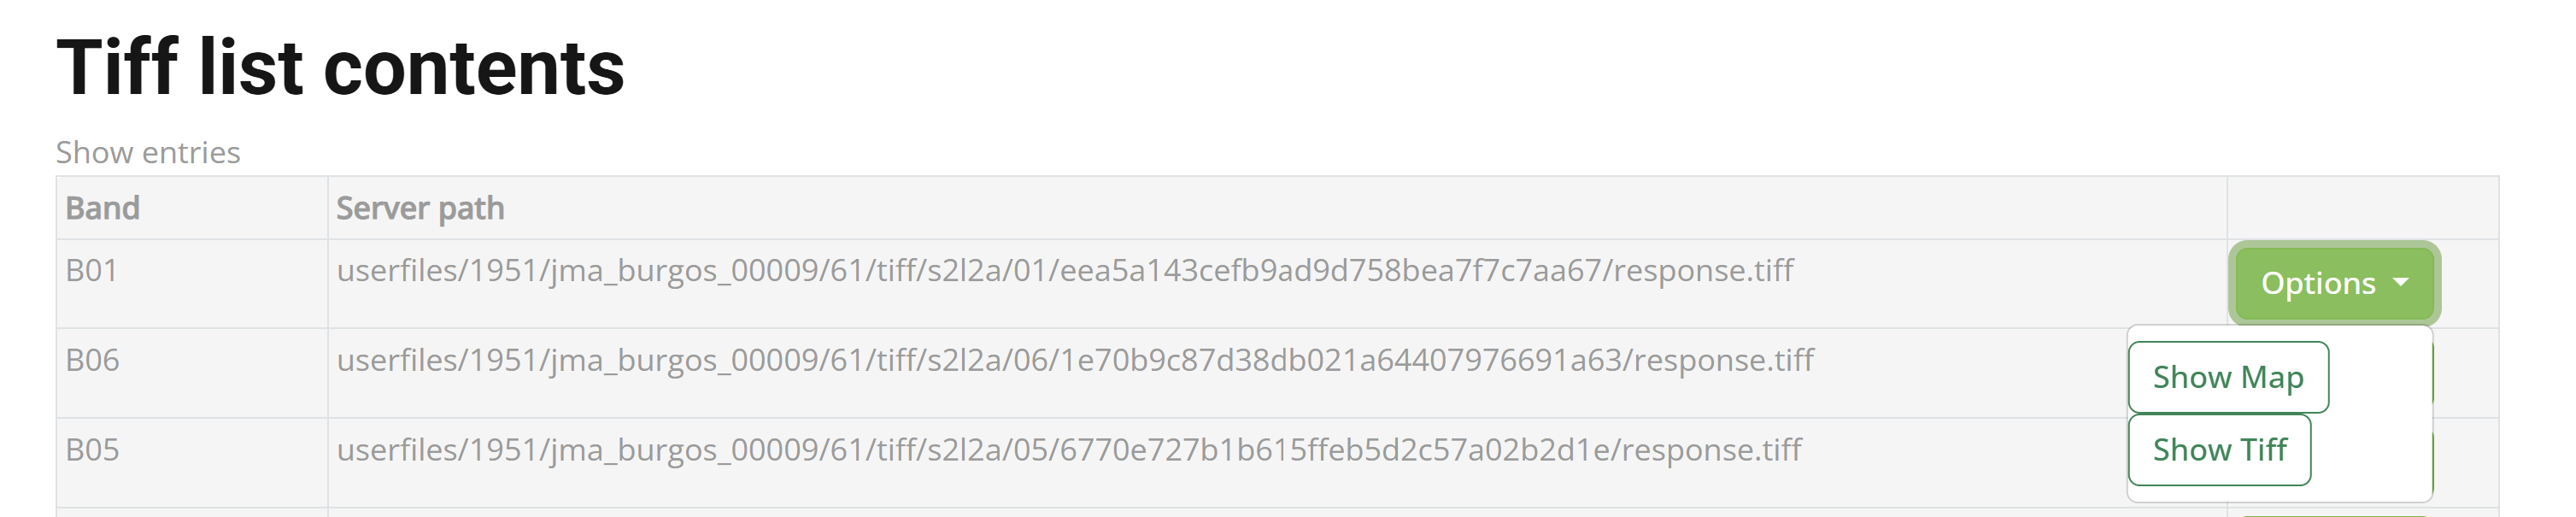 Tiff list contents
Show entries
Band Server path
B01 userfiles/1951/jma_burgos_00009/61/tiff/s2l2a/01/eea5a143cefb9ad9d758bea7f7c7aa67/response.tiff Options
B06 userfiles/1951/jma_burgos_00009/61/tiff/s2l2a/06/1e70b9c87d38db021a64407976691a63/response.tiff
Show Map
B05 userfiles/1951/jma_burgos_00009/61/tiff/s2l2a/05/6770e727b1b615ffeb5d2c57a02b2d1e/response.tiff
Show Tiff